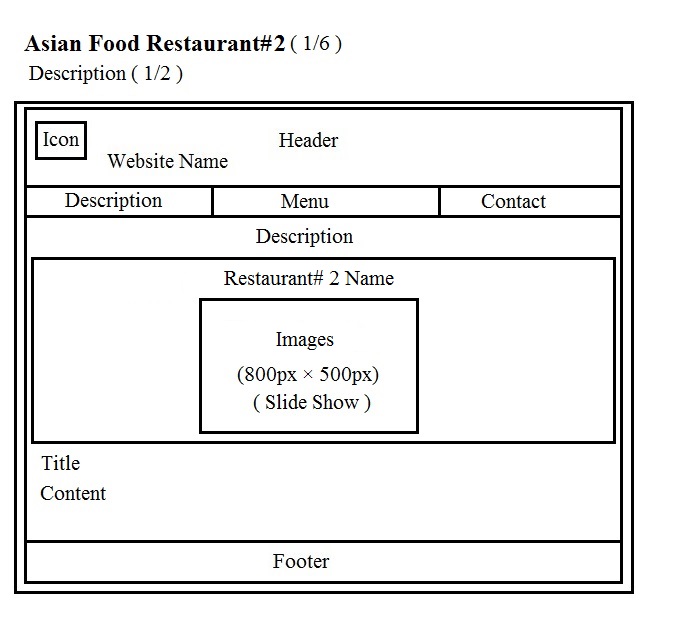 Asian Food Restaurant#2 ( 1/6 )
Description ( 1/2 )
Icon
Header
Website Name
Description Menu Contact
Description
Restaurant# 2 Name
Images
(800px × 500px)
( Slide Show )
Title
Content
Footer